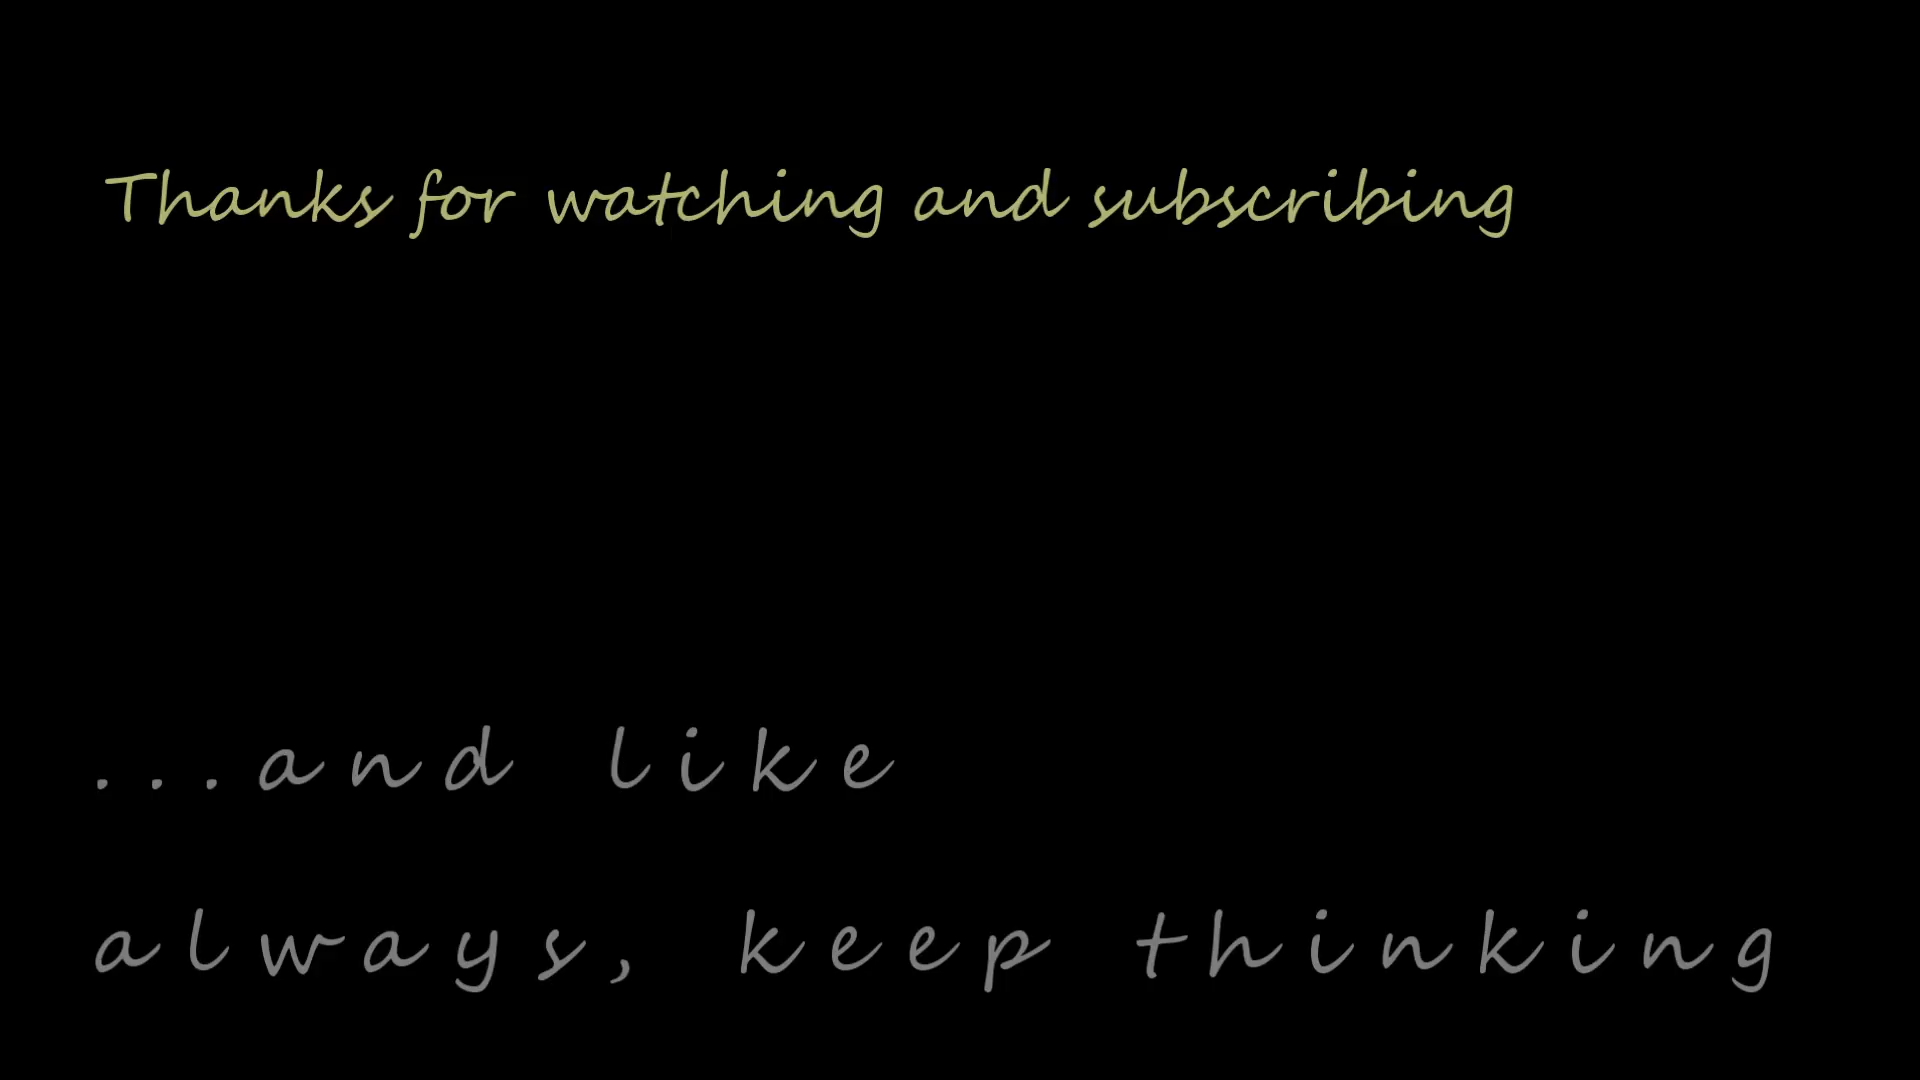 Thanks for watching and subscribing
...and like
always, keep thinking